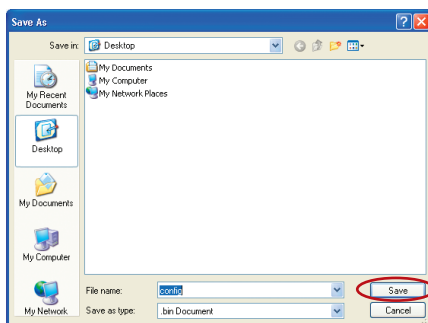 Save As
Save in:
Desktop
My Documents
My Computer
My Network Places
My Recent
Documents
Desktop
My Documents
My Computer
My Network
File name:
config
Save
Save as type:
.bin Document
Cancel